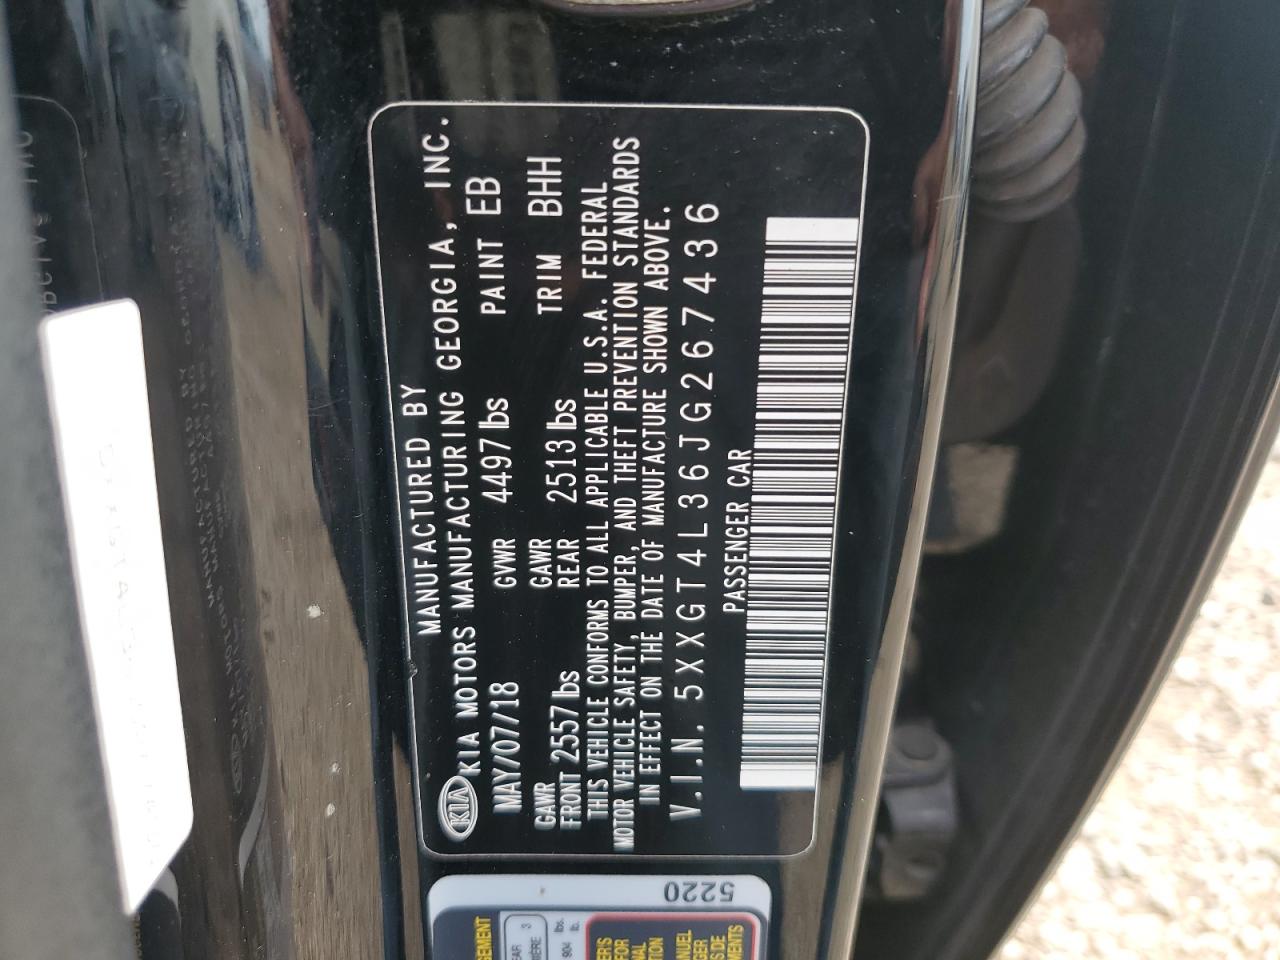 MANUFACTURED BY
KIA KIA MOTORS MANUFACTURING GEORGIA, INC.
MAY/07/18 GVWR 4497 lbs PAINT EB
GAWR FRONT 2557 lbs GAWR REAR 2513 lbs TRIM BHH
THIS VEHICLE CONFORMS TO ALL APPLICABLE U.S.A. FEDERAL
MOTOR VEHICLE SAFETY, BUMPER, AND THEFT PREVENTION STANDARDS
IN EFFECT ON THE DATE OF MANUFACTURE SHOWN ABOVE.
V.I.N. 5XXGT4L36JG267436
PASSENGER CAR
5220